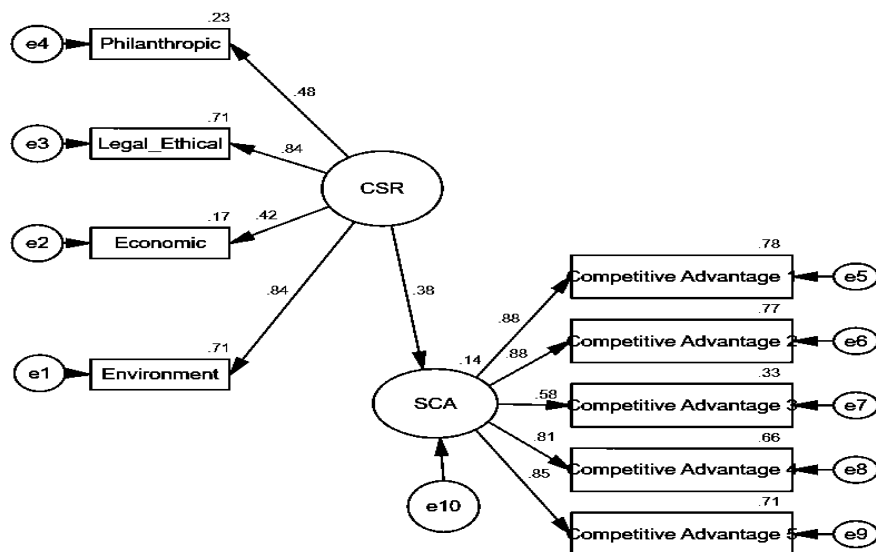 .23
e4
Philanthropic
.48
.71
e3
Legal_Ethical
.84
CSR
.17
e2
Economic
.42
.84
.38
.71
e1
Environment
.78
Competitive Advantage 1
e5
.88
.77
Competitive Advantage 2
e6
.88
.14
SCA
.33
Competitive Advantage 3
e7
.58
.66
Competitive Advantage 4
e8
.81
.71
Competitive Advantage 5
e9
.85
e10